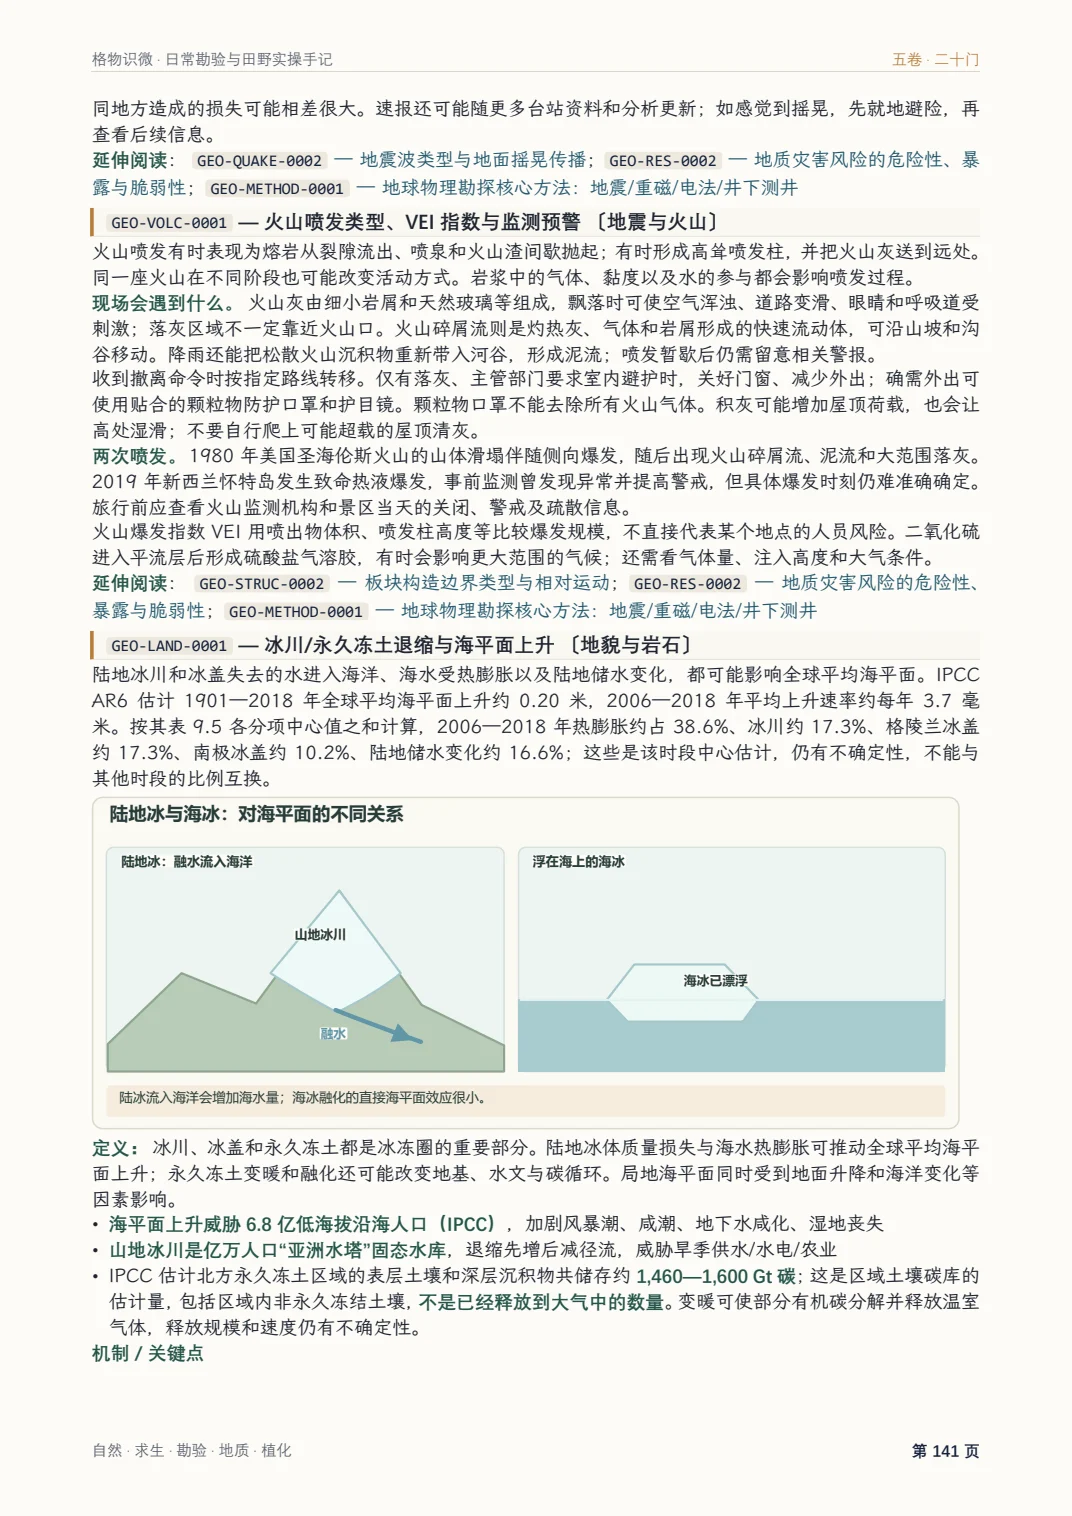 格物识微 · 日常勘验与田野实操手记
五卷 · 二十门
同地方造成的损失可能相差很大。速报还可能随更多台站资料和分析更新；如感觉到摇晃，先就地避险，再
查看后续信息。
延伸阅读： GEO-QUAKE-0002 — 地震波类型与地面摇晃传播；GEO-RES-0002 — 地质灾害风险的危险性、暴
露与脆弱性；GEO-METHOD-0001 — 地球物理勘探核心方法：地震/重磁/电法/井下测井
GEO-VOLC-0001 — 火山喷发类型、VEI 指数与监测预警 〔地震与火山〕
火山喷发有时表现为熔岩从裂隙流出、喷泉和火山渣间歇抛起；有时形成高耸喷发柱，并把火山灰送到远处。
同一座火山在不同阶段也可能改变活动方式。岩浆中的气体、黏度以及水的参与都会影响喷发过程。
现场会遇到什么。 火山灰由细小岩屑和天然玻璃等组成，飘落时可使空气浑浊、道路变滑、眼睛和呼吸道受
刺激；落灰区域不一定靠近火山口。火山碎屑流则是灼热灰、气体和岩屑形成的快速流动体，可沿山坡和沟
谷移动。降雨还能把松散火山沉积物重新带入河谷，形成泥流；喷发暂歇后仍需留意相关警报。
收到撤离命令时按指定路线转移。仅有落灰、主管部门要求室内避护时，关好门窗、减少外出；确需外出可
使用贴合的颗粒物防护口罩和护目镜。颗粒物口罩不能去除所有火山气体。积灰可能增加屋顶荷载，也会让
高处湿滑；不要自行爬上可能超载的屋顶清灰。
两次喷发。 1980 年美国圣海伦斯火山的山体滑塌伴随侧向爆发，随后出现火山碎屑流、泥流和大范围落灰。
2019 年新西兰怀特岛发生致命热液爆发，事前监测曾发现异常并提高警戒，但具体爆发时刻仍难准确确定。
旅行前应查看火山监测机构和景区当天的关闭、警戒及疏散信息。
火山爆发指数 VEI 用喷出物体积、喷发柱高度等比较爆发规模，不直接代表某个地点的人员风险。二氧化硫
进入平流层后形成硫酸盐气溶胶，有时会影响更大范围的气候；还需看气体量、注入高度和大气条件。
延伸阅读： GEO-STRUC-0002 — 板块构造边界类型与相对运动；GEO-RES-0002 — 地质灾害风险的危险性、
暴露与脆弱性；GEO-METHOD-0001 — 地球物理勘探核心方法：地震/重磁/电法/井下测井
GEO-LAND-0001 — 冰川/永久冻土退缩与海平面上升 〔地貌与岩石〕
陆地冰川和冰盖失去的水进入海洋、海水受热膨胀以及陆地储水变化，都可能影响全球平均海平面。IPCC
AR6 估计 1901—2018 年全球平均海平面上升约 0.20 米，2006—2018 年平均上升速率约每年 3.7 毫
米。按其表 9.5 各分项中心值之和计算，2006—2018 年热膨胀约占 38.6%、冰川约 17.3%、格陵兰冰盖
约 17.3%、南极冰盖约 10.2%、陆地储水变化约 16.6%；这些是该时段中心估计，仍有不确定性，不能与
其他时段的比例互换。
陆地冰与海冰：对海平面的不同关系
陆地冰：融水流入海洋
浮在海上的海冰
山地冰川
海冰已漂浮
融水
陆冰流入海洋会增加海水量；海冰融化的直接海平面效应很小。
定义： 冰川、冰盖和永久冻土都是冰冻圈的重要部分。陆地冰体质量损失与海水热膨胀可推动全球平均海平
面上升；永久冻土变暖和融化还可能改变地基、水文与碳循环。局地海平面同时受到地面升降和海洋变化等
因素影响。
• 海平面上升威胁 6.8 亿低海拔沿海人口（IPCC），加剧风暴潮、咸潮、地下水咸化、湿地丧失
• 山地冰川是亿万人口“亚洲水塔”固态水库，退缩先增后减径流，威胁旱季供水/水电/农业
• IPCC 估计北方永久冻土区域的表层土壤和深层沉积物共储存约 1,460—1,600 Gt 碳；这是区域土壤碳库的
估计量，包括区域内非永久冻结土壤，不是已经释放到大气中的数量。变暖可使部分有机碳分解并释放温室
气体，释放规模和速度仍有不确定性。
机制 / 关键点
自然 · 求生 · 勘验 · 地质 · 植化
第 141 页